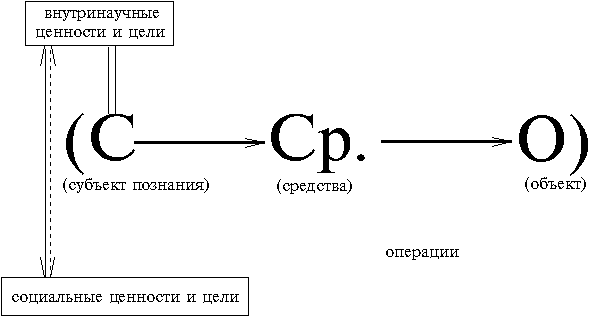 внутринаучные
ценности и цели
(С Ср. О)
(субъект познания) (средства) (объект)
операции
социальные ценности и цели